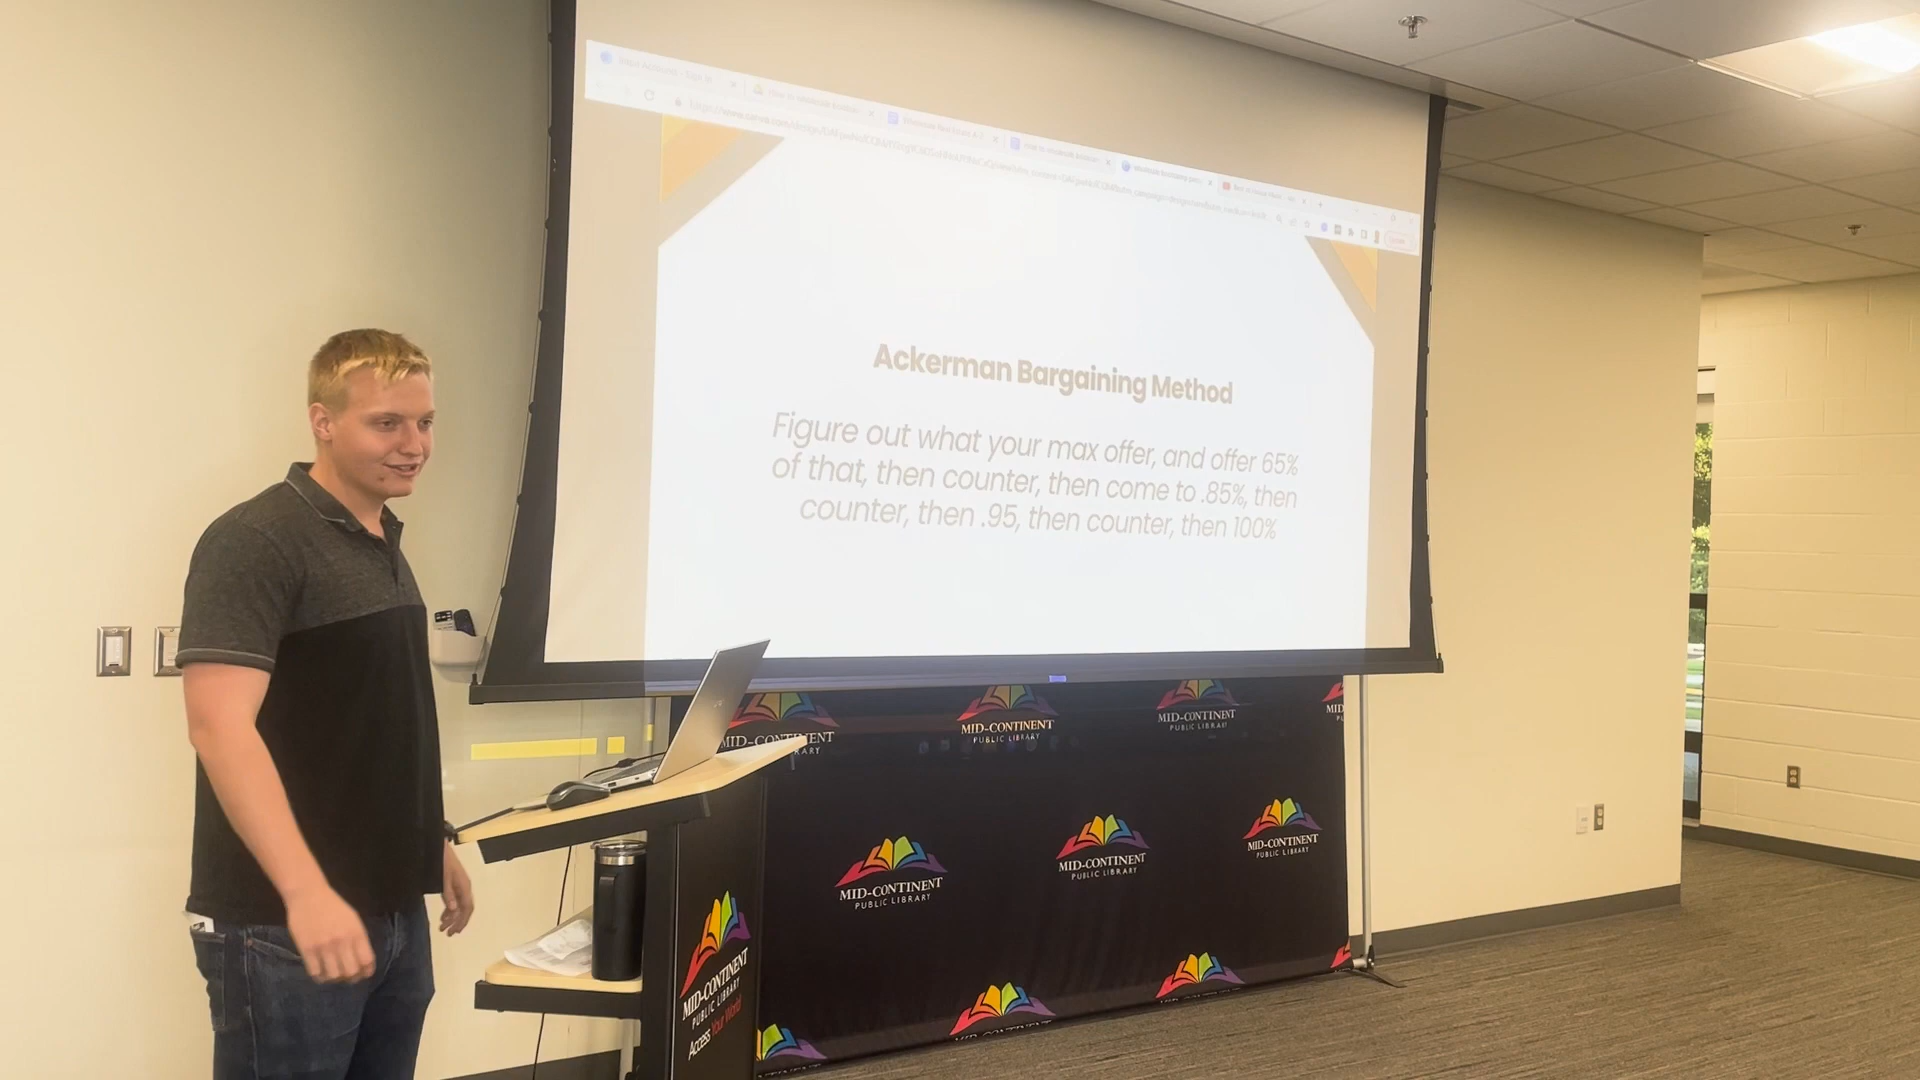 Ackerman Bargaining Method
Figure out what your max offer, and offer 65%
of that, then counter, then come to .85%, then
counter, then .95, then counter, then 100%
MID-CONTINENT
PUBLIC LIBRARY
MID-CONTINENT
PUBLIC LIBRARY
MID-CONTINENT
PUBLIC LIBRARY
MID
MID-CONTINENT
PUBLIC LIBRARY
MID-CONTINENT
PUBLIC LIBRARY
MID-CONTINENT
PUBLIC LIBRARY
MID-CONTINENT
PUBLIC LIBRARY
Access Your World